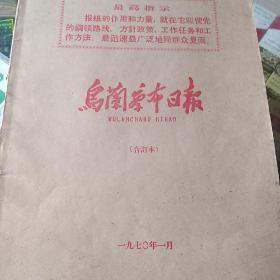 最高指示
报纸的作用和力量，就在它能使党
的纲领路线，方针政策，工作任务和工
作方法，最迅速最广泛地同群众见面。
乌兰察布日报
WULANCHABU RIBAO
（合订本）
一九七〇年一月